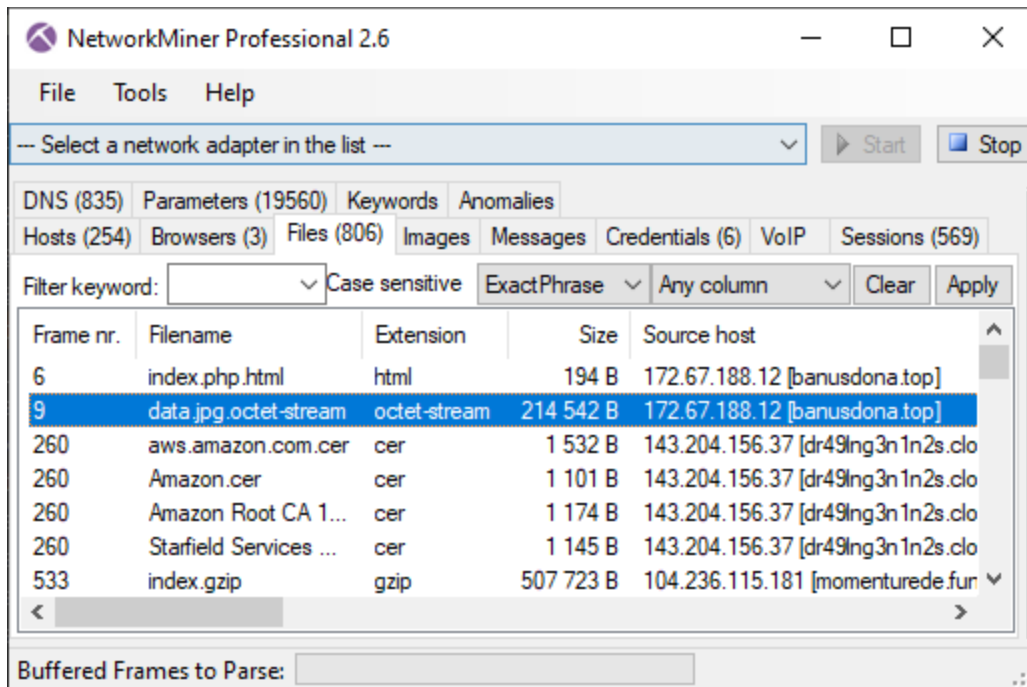 NetworkMiner Professional 2.6
File Tools Help
--- Select a network adapter in the list --- Start Stop
DNS (835) Parameters (19560) Keywords Anomalies
Hosts (254) Browsers (3) Files (806) Images Messages Credentials (6) VoIP Sessions (569)
Filter keyword: Case sensitive ExactPhrase Any column Clear Apply
Frame nr. Filename Extension Size Source host
6 index.php.html html 194 B 172.67.188.12 [banusdona.top]
9 data.jpg.octet-stream octet-stream 214 542 B 172.67.188.12 [banusdona.top]
260 aws.amazon.com.cer cer 1 532 B 143.204.156.37 [dr49lng3n1n2s.clo
260 Amazon.cer cer 1 101 B 143.204.156.37 [dr49lng3n1n2s.clo
260 Amazon Root CA 1... cer 1 174 B 143.204.156.37 [dr49lng3n1n2s.clo
260 Starfield Services ... cer 1 145 B 143.204.156.37 [dr49lng3n1n2s.clo
533 index.gzip gzip 507 723 B 104.236.115.181 [momenturede.fun
Buffered Frames to Parse: